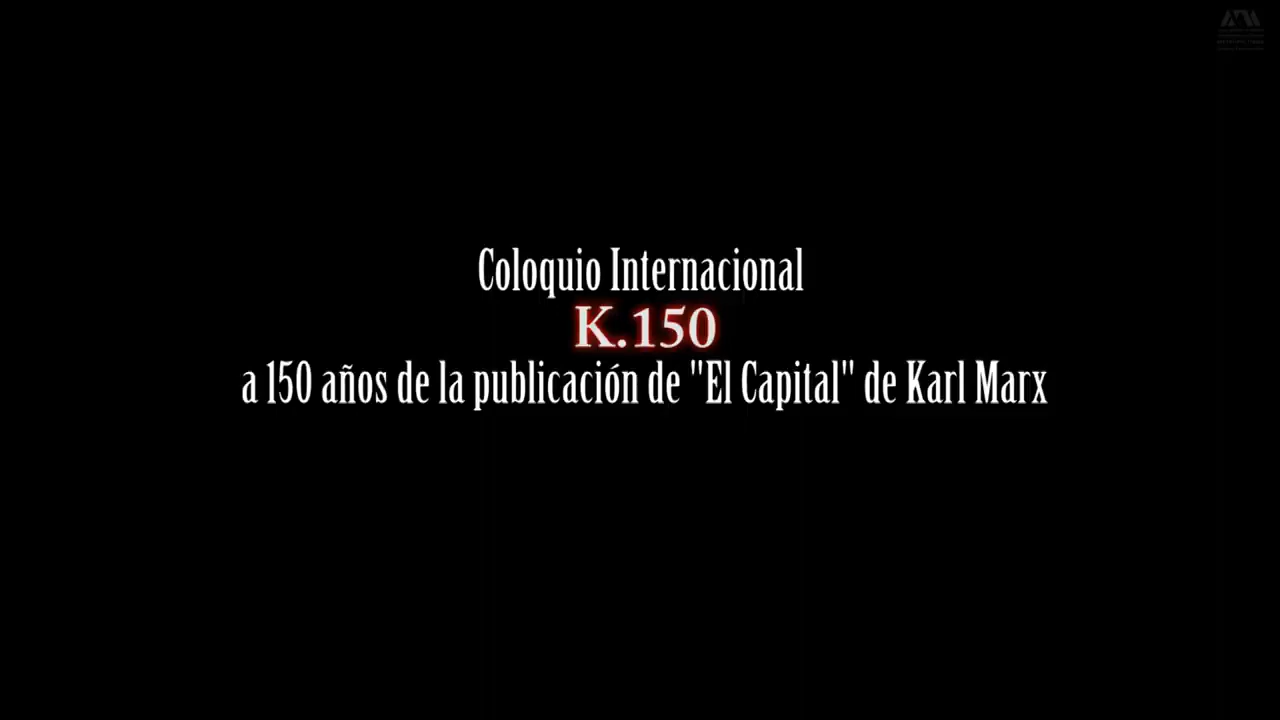 Coloquio Internacional
K.150
a 150 años de la publicación de "El Capital" de Karl Marx